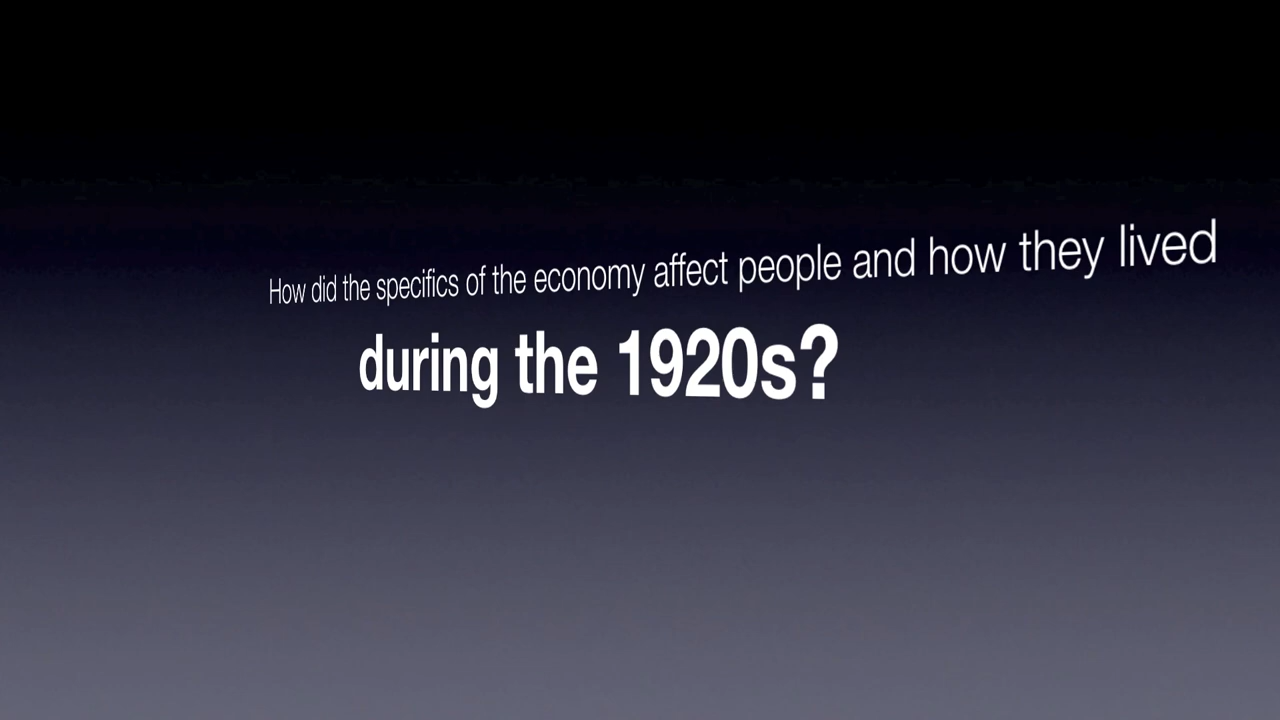 How did the specifics of the economy affect people and how they lived
during the 1920s?